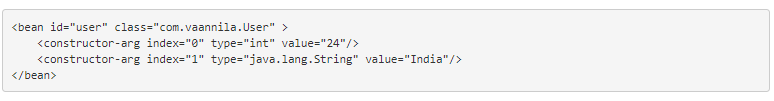 <bean id="user" class="com.vaannila.User" >
    <constructor-arg index="0" type="int" value="24"/>
    <constructor-arg index="1" type="java.lang.String" value="India"/>
</bean>